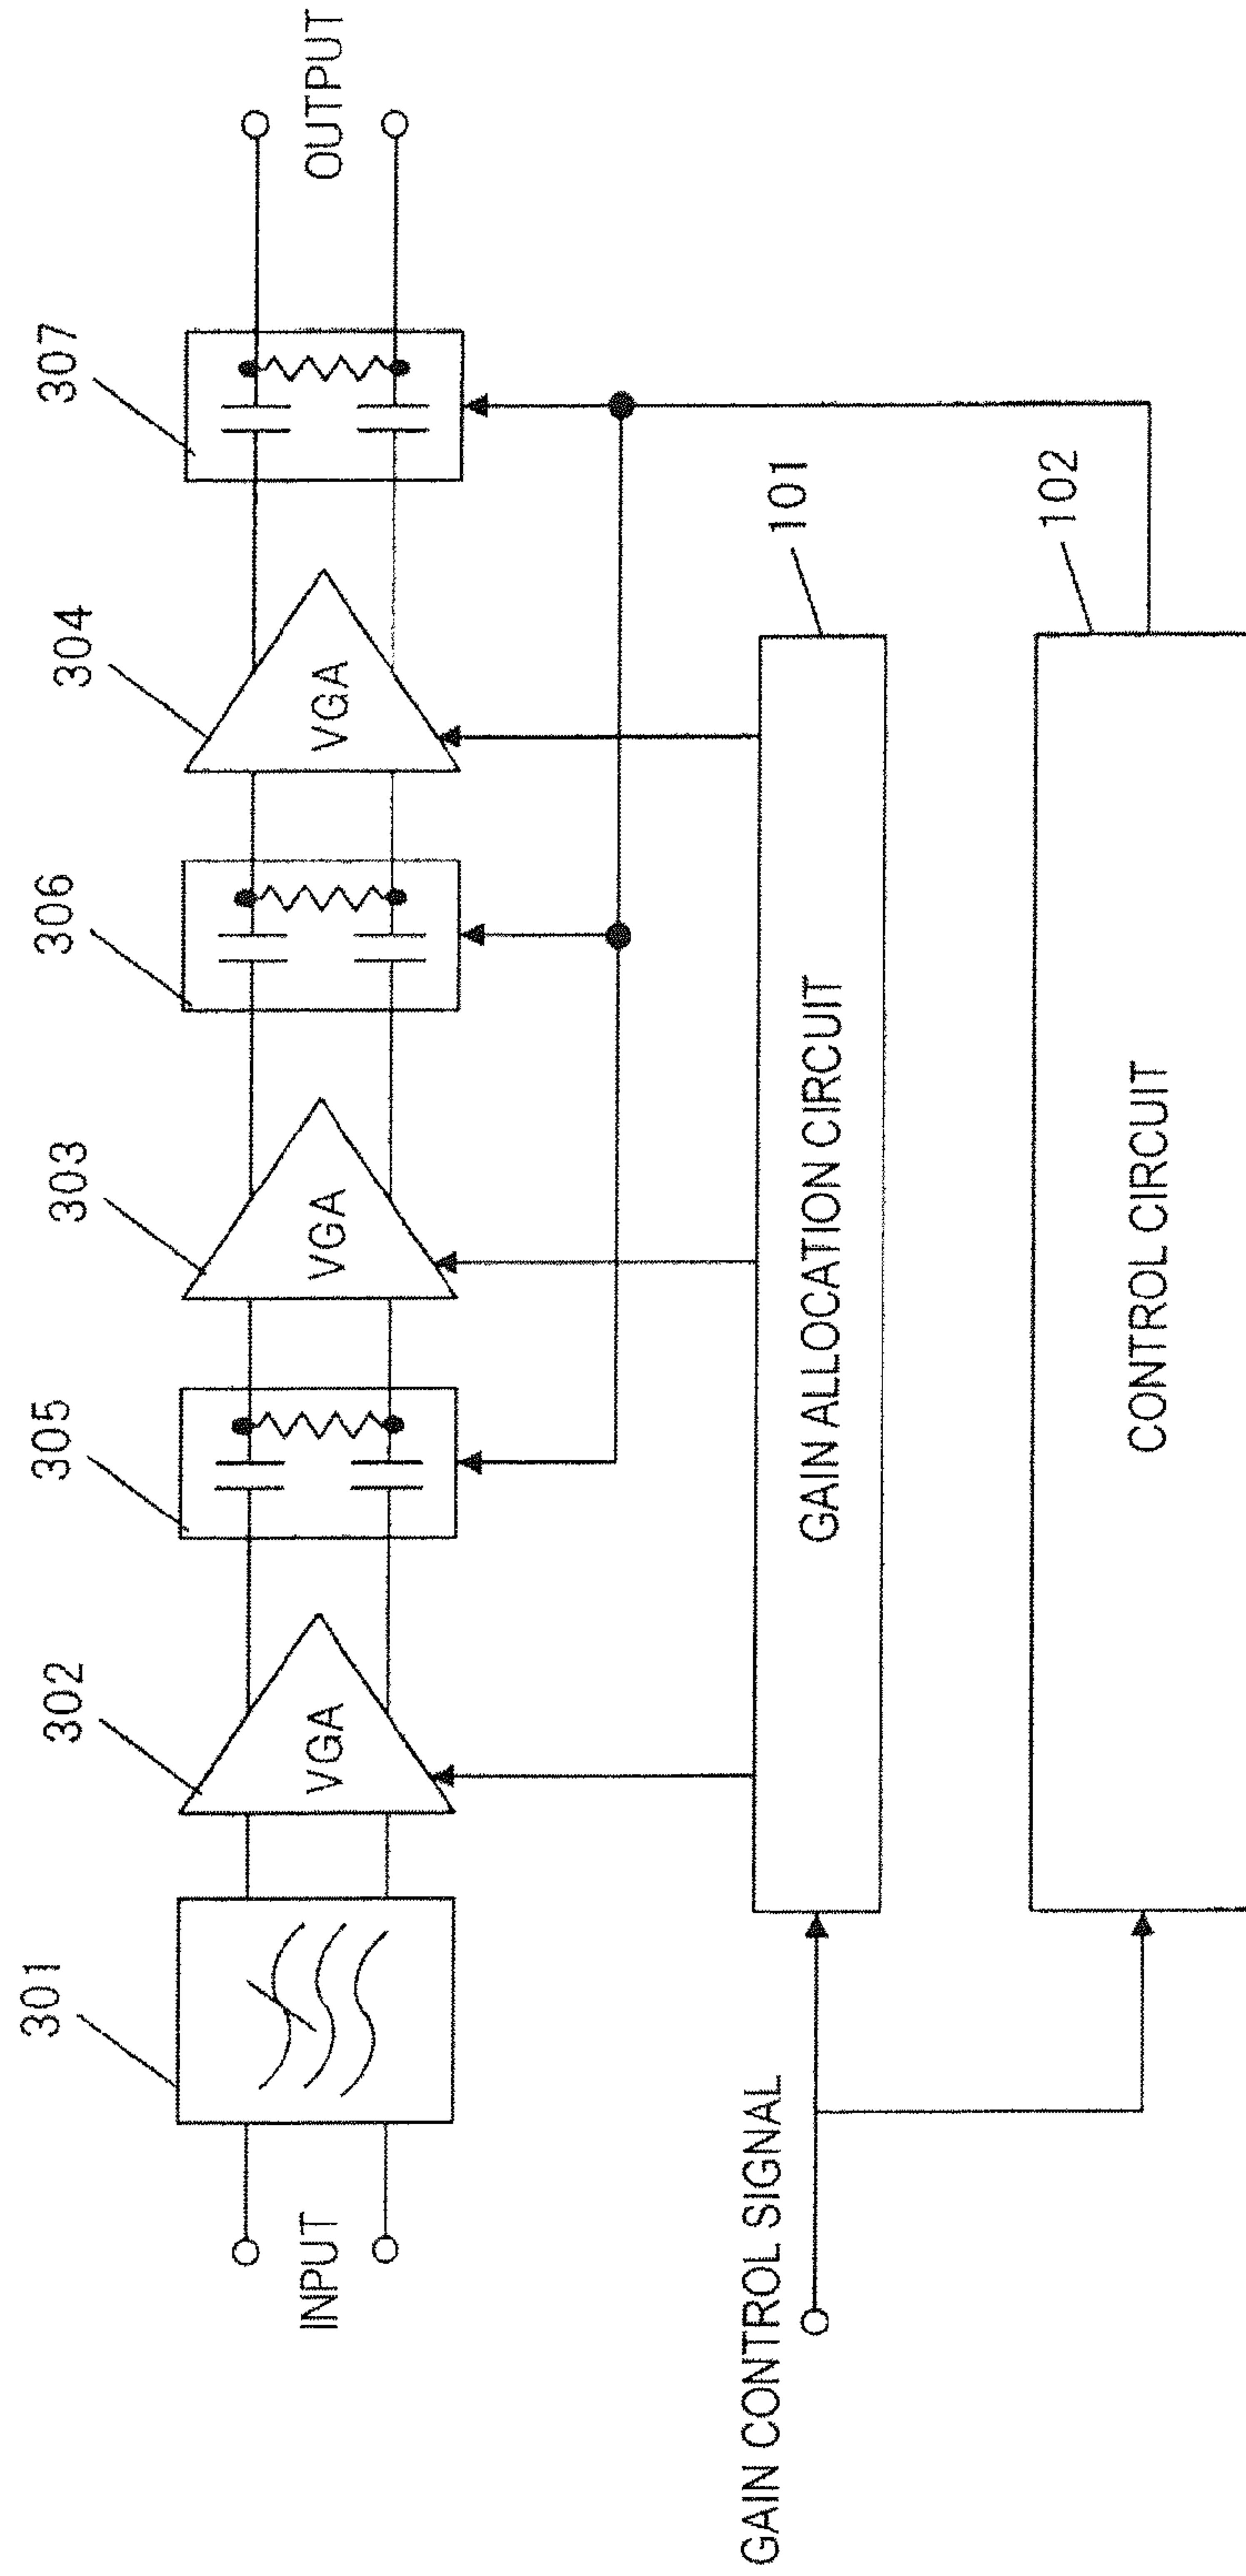 301
302
305
303
306
304
307
INPUT
VGA
VGA
VGA
OUTPUT
GAIN CONTROL SIGNAL
GAIN ALLOCATION CIRCUIT
101
CONTROL CIRCUIT
102